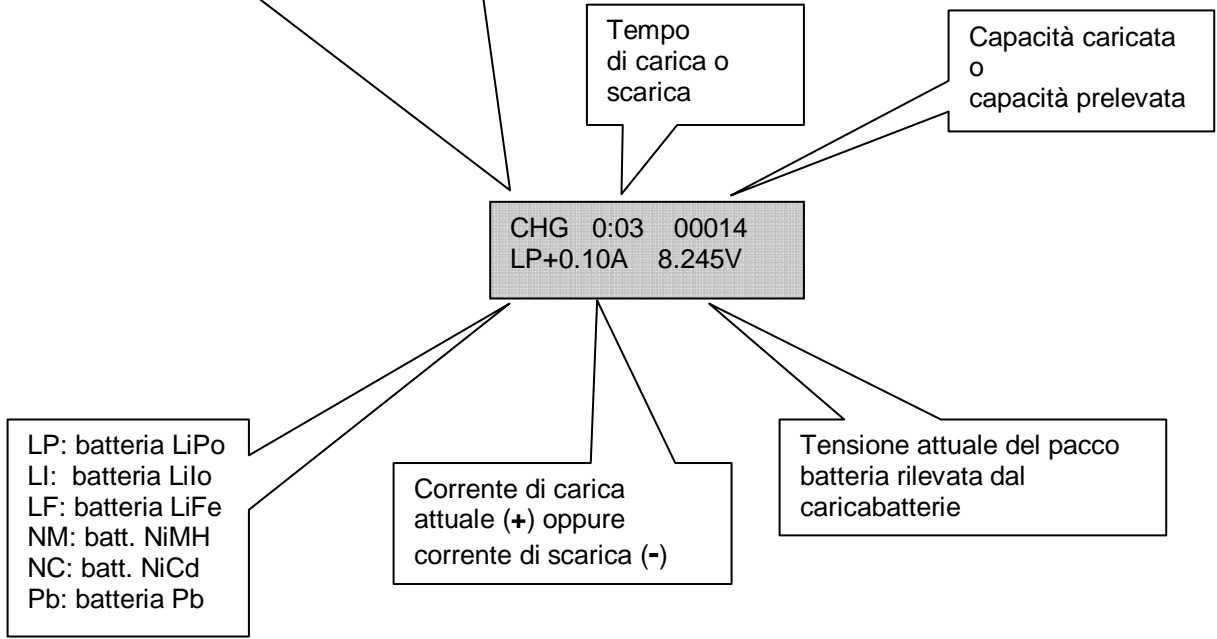 Tempo
di carica o
scarica
Capacità caricata
o
capacità prelevata
CHG 0:03 00014
LP+0.10A 8.245V
LP: batteria LiPo
LI: batteria LiIo
LF: batteria LiFe
NM: batt. NiMH
NC: batt. NiCd
Pb: batteria Pb
Corrente di carica
attuale (+) oppure
corrente di scarica (-)
Tensione attuale del pacco
batteria rilevata dal
caricabatterie